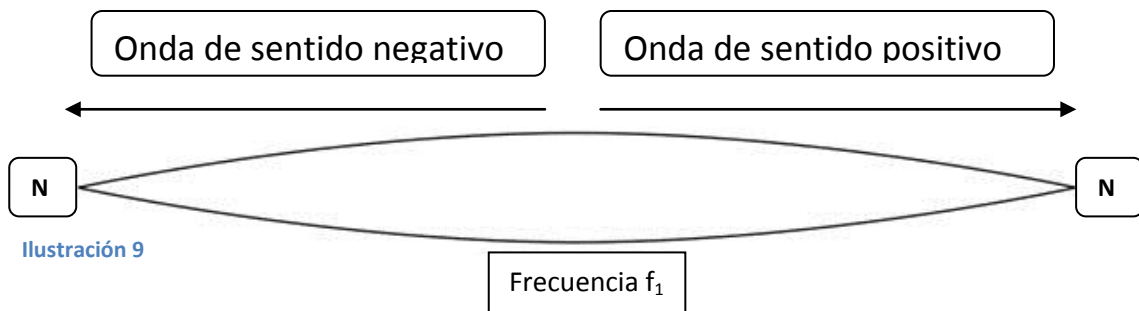 Onda de sentido negativo
Onda de sentido positivo
N
N
Ilustración 9
Frecuencia f₁